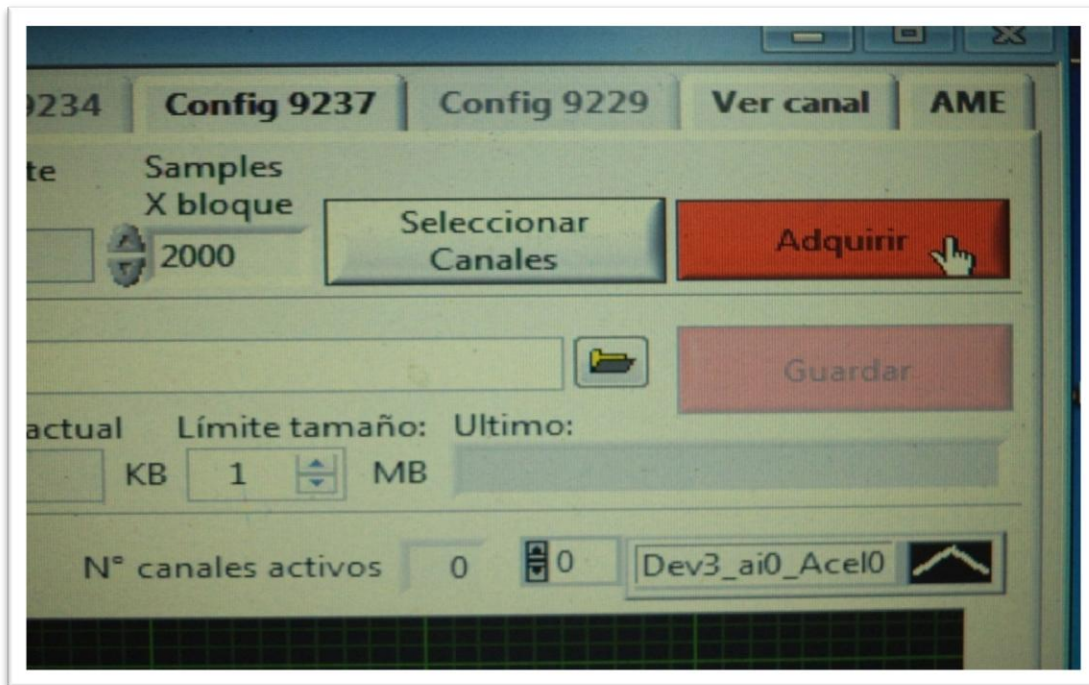 9234 Config 9237 Config 9229 Ver canal AME
te Samples
X bloque
2000
Seleccionar
Canales
Adquirir
Guardar
actual Límite tamaño: Ultimo:
KB 1 MB
N° canales activos 0 0 Dev3_ai0_Acel0